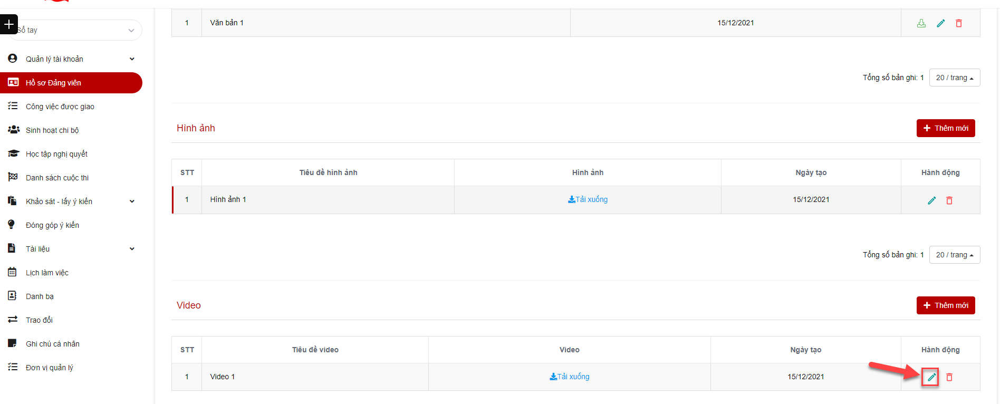 Sổ tay
Quản lý tài khoản
Hồ sơ Đảng viên
Công việc được giao
Sinh hoạt chi bộ
Học tập nghị quyết
Danh sách cuộc thi
Khảo sát - lấy ý kiến
Đóng góp ý kiến
Tài liệu
Lịch làm việc
Danh bạ
Trao đổi
Ghi chú cá nhân
Đơn vị quản lý
1 Văn bản 1 15/12/2021
Tổng số bản ghi: 1 20 / trang
Hình ảnh Thêm mới
STT Tiêu đề hình ảnh Hình ảnh Ngày tạo Hành động
1 Hình ảnh 1 Tải xuống 15/12/2021
Tổng số bản ghi: 1 20 / trang
Video Thêm mới
STT Tiêu đề video Video Ngày tạo Hành động
1 Video 1 Tải xuống 15/12/2021